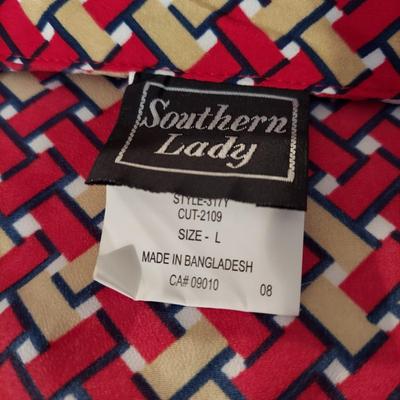 Southern
Lady
STYLE-317Y
CUT-2109
SIZE - L
MADE IN BANGLADESH
CA# 09010 08